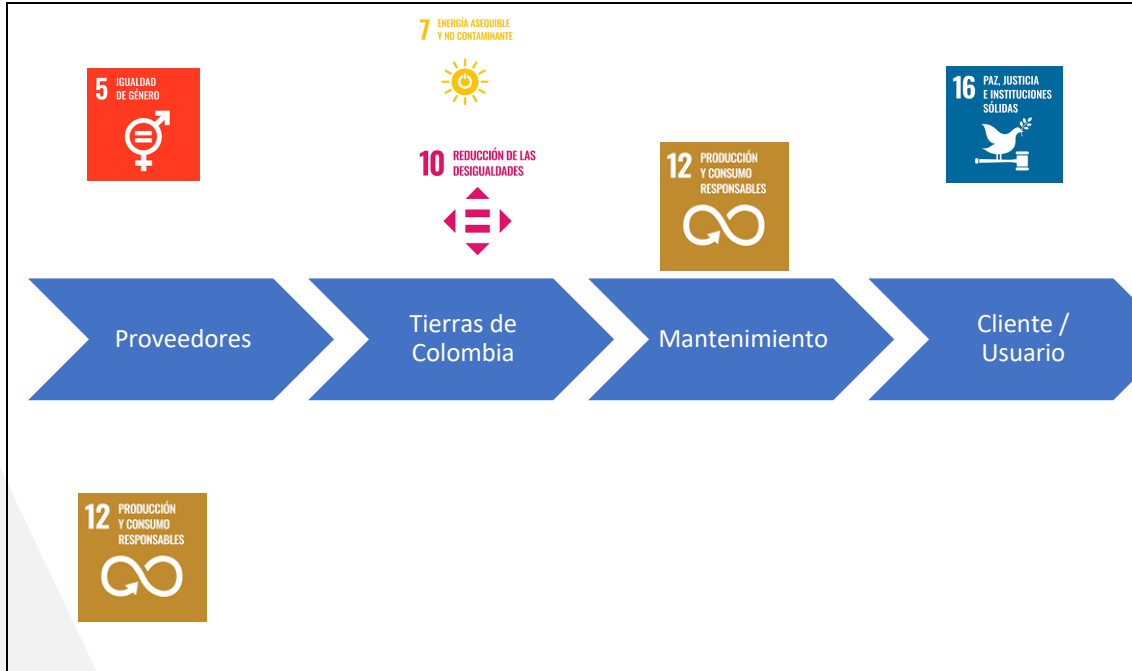 7 ENERGÍA ASEQUIBLE
Y NO CONTAMINANTE
5 IGUALDAD
DE GÉNERO
16 PAZ, JUSTICIA
E INSTITUCIONES
SÓLIDAS
10 REDUCCIÓN DE LAS
DESIGUALDADES
12 PRODUCCIÓN
Y CONSUMO
RESPONSABLES
Proveedores
Tierras de
Colombia
Mantenimiento
Cliente /
Usuario
12 PRODUCCIÓN
Y CONSUMO
RESPONSABLES